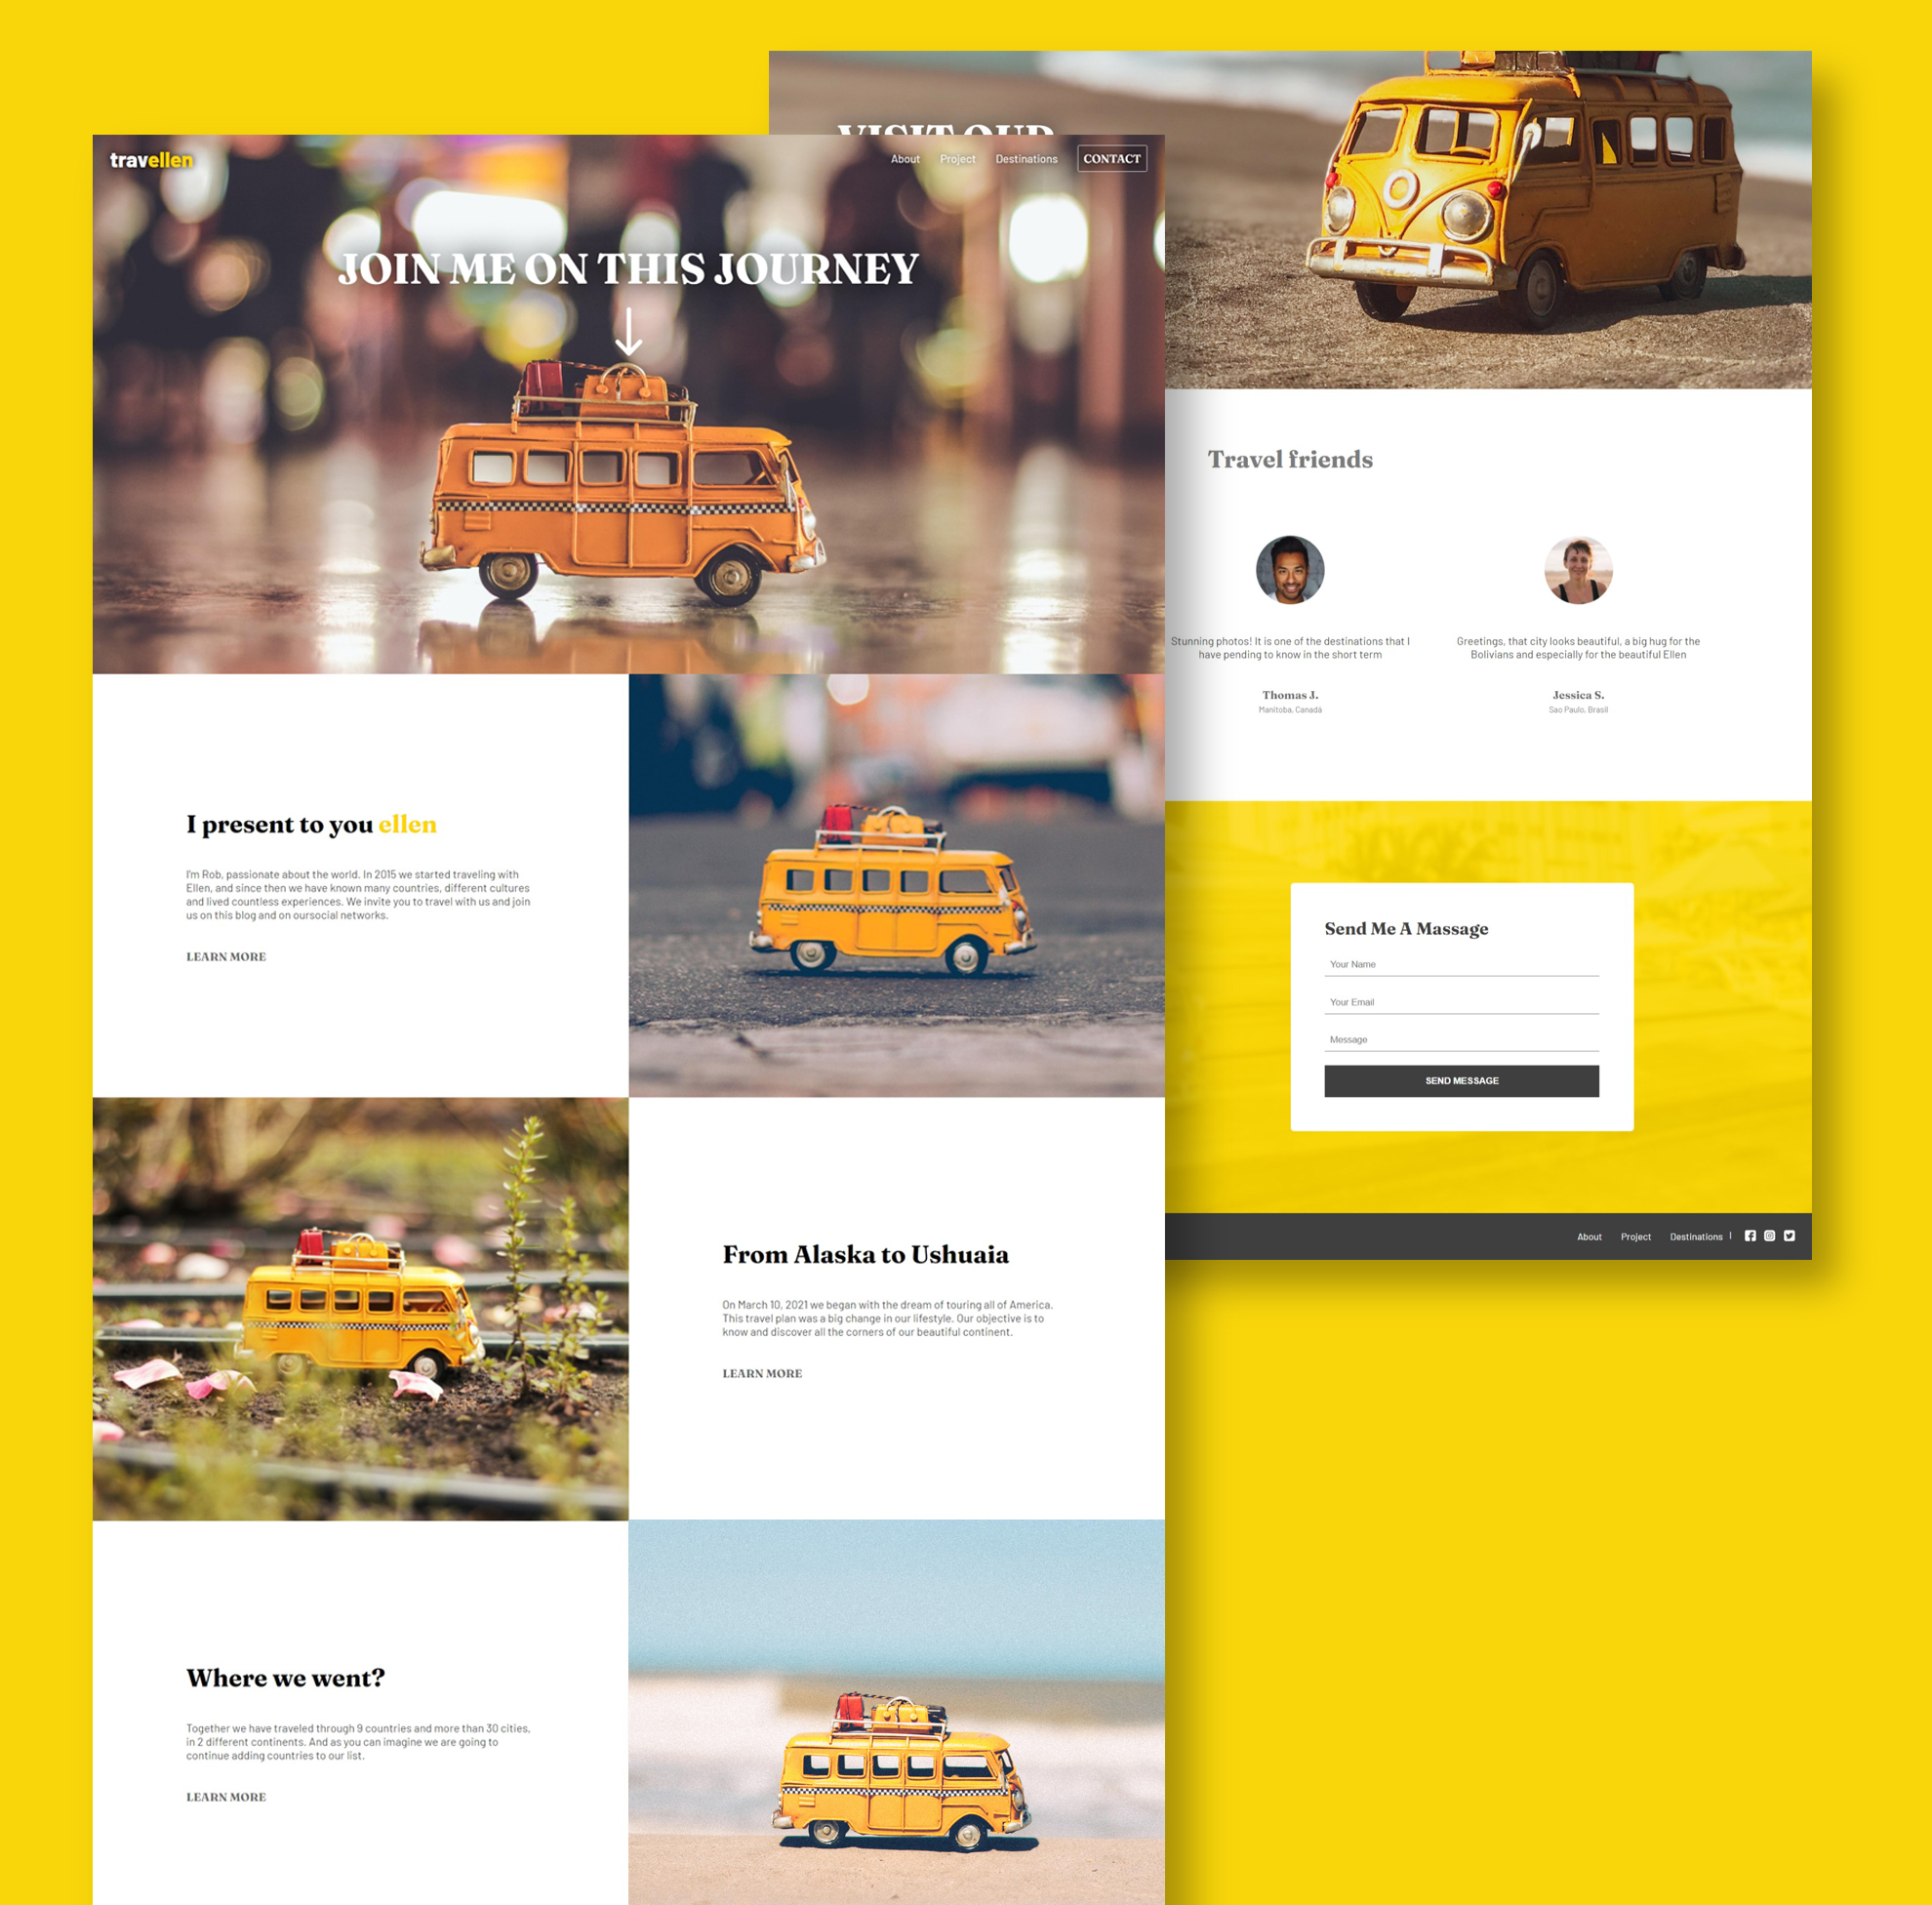 travellen
About Project Destinations CONTACT
JOIN ME ON THIS JOURNEY
I present to you ellen
I'm Rob, passionate about the world. In 2015 we started traveling with
Ellen, and since then we have known many countries, different cultures
and lived countless experiences. We invite you to travel with us and join
us on this blog and on oursocial networks.
LEARN MORE
From Alaska to Ushuaia
On March 10, 2021 we began with the dream of touring all of America.
This travel plan was a big change in our lifestyle. Our objective is to
know and discover all the corners of our beautiful continent.
LEARN MORE
Where we went?
Together we have traveled through 9 countries and more than 30 cities,
in 2 different continents. And as you can imagine we are going to
continue adding countries to our list.
LEARN MORE
VISIT OUR
Travel friends
Stunning photos! It is one of the destinations that I
have pending to know in the short term
Thomas J.
Manitoba, Canadá
Greetings, that city looks beautiful, a big hug for the
Bolivians and especially for the beautiful Ellen
Jessica S.
Sao Paulo, Brasil
Send Me A Massage
Your Name
Your Email
Message
SEND MESSAGE
About Project Destinations |